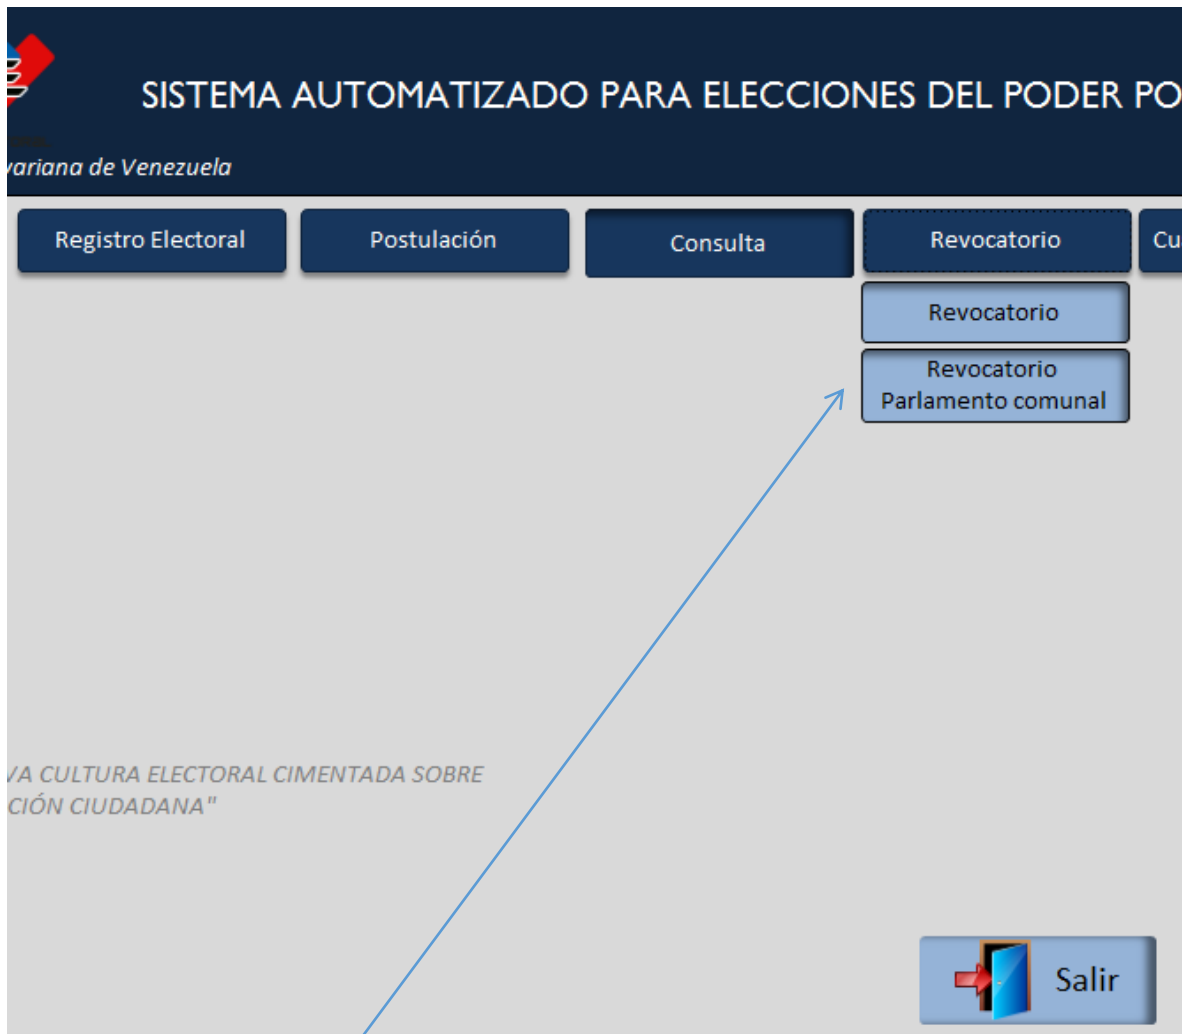 SISTEMA AUTOMATIZADO PARA ELECCIONES DEL PODER PO
variana de Venezuela
Registro Electoral
Postulación
Consulta
Revocatorio
Cu
Revocatorio
Revocatorio
Parlamento comunal
VA CULTURA ELECTORAL CIMENTADA SOBRE
CIÓN CIUDADANA"
Salir